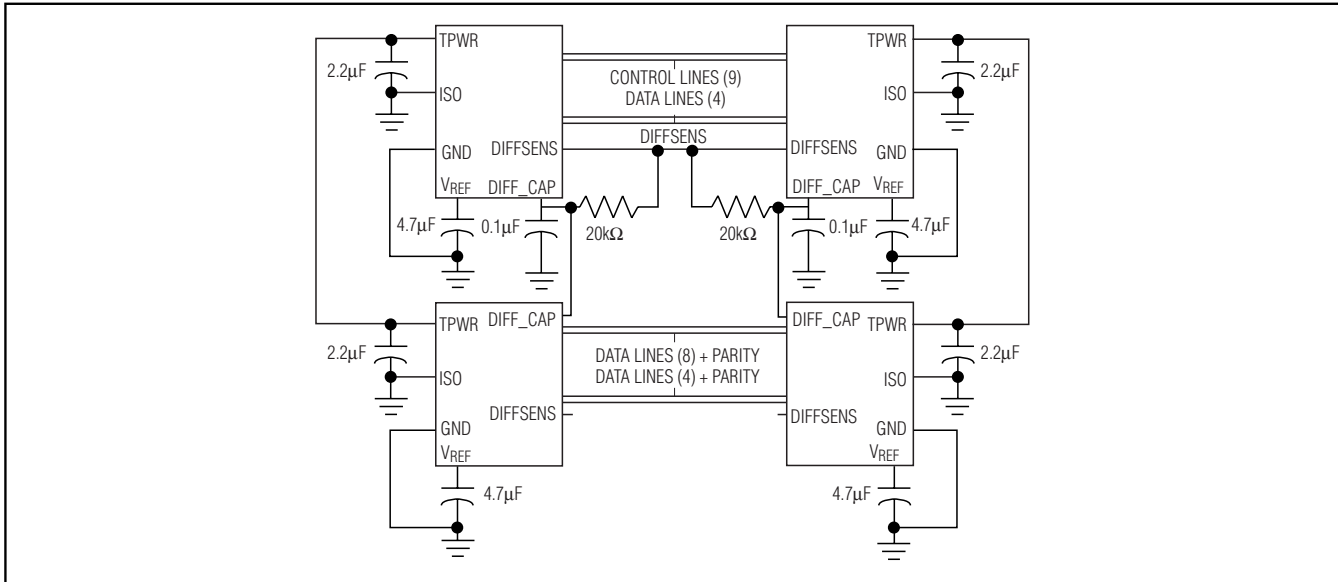 TPWR
2.2µF
ISO
GND
DIFFSENS
VREF
DIFF_CAP
4.7µF
0.1µF
20kΩ
CONTROL LINES (9)
DATA LINES (4)
DIFFSENS
TPWR
2.2µF
ISO
DIFFSENS
GND
DIFF_CAP
VREF
20kΩ
0.1µF
4.7µF
TPWR
DIFF_CAP
2.2µF
ISO
DIFFSENS
GND
VREF
4.7µF
DATA LINES (8) + PARITY
DATA LINES (4) + PARITY
DIFF_CAP
TPWR
2.2µF
ISO
DIFFSENS
GND
VREF
4.7µF